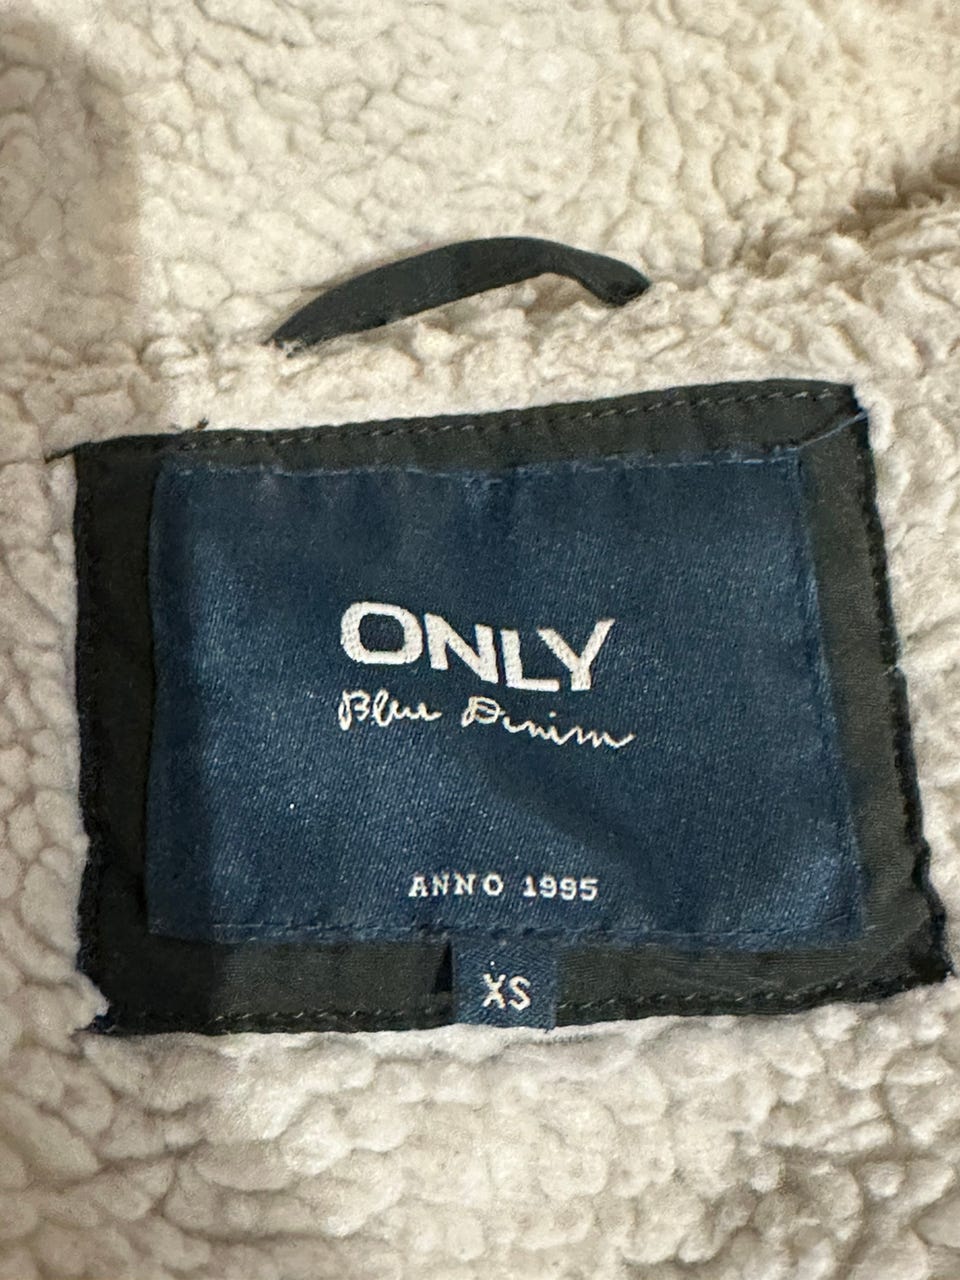 ONLY
Blue Denim
ANNO 1995
XS